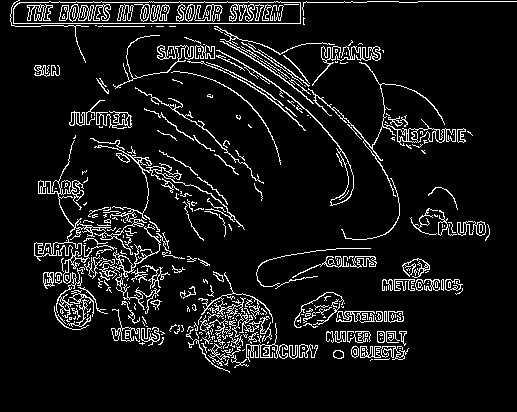 THE BODIES IN OUR SOLAR SYSTEM
SATURN
URANUS
SUN
JUPITER
NEPTUNE
MARS
PLUTO
EARTH
COMETS
MOON
METEOROIDS
ASTEROIDS
VENUS
KUIPER BELT
OBJECTS
MERCURY